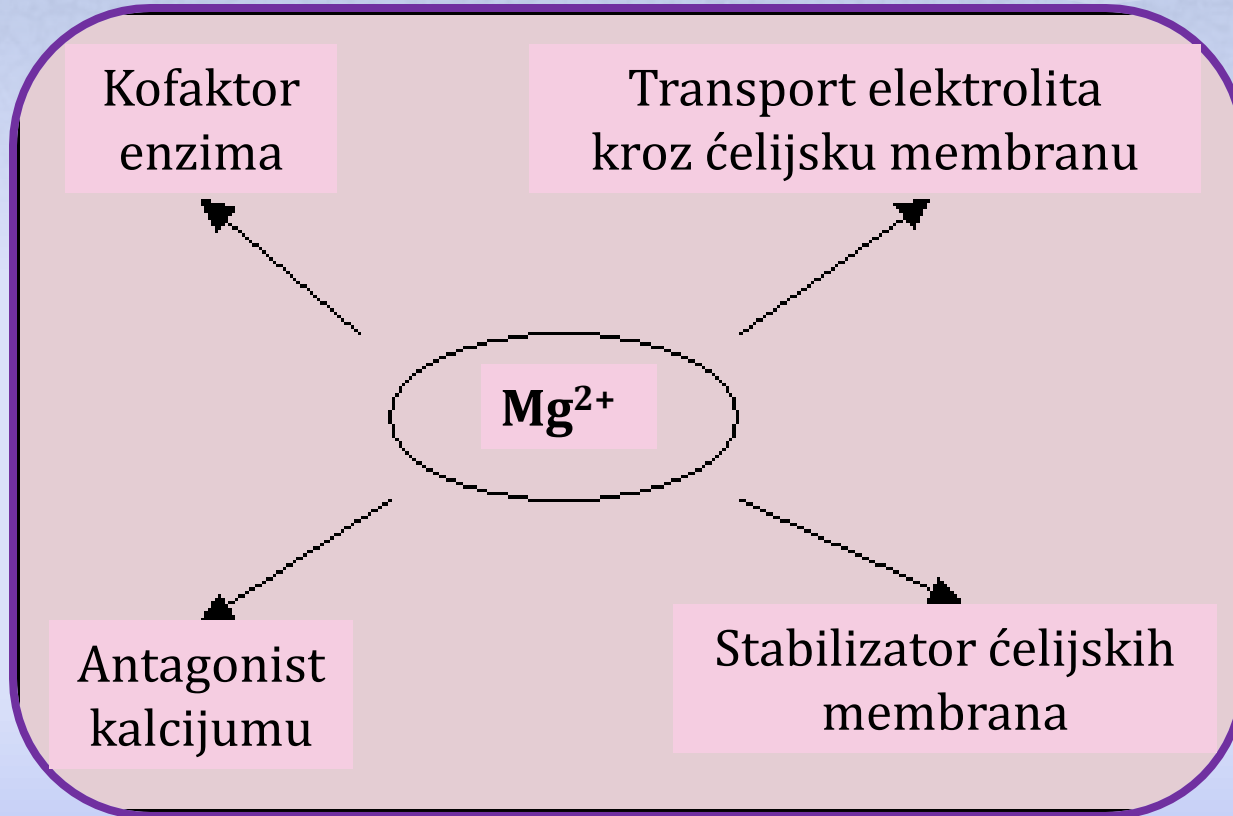 Kofaktor
enzima
Transport elektrolita
kroz ćelijsku membranu
Mg²⁺
Antagonist
kalcijumu
Stabilizator ćelijskih
membrana